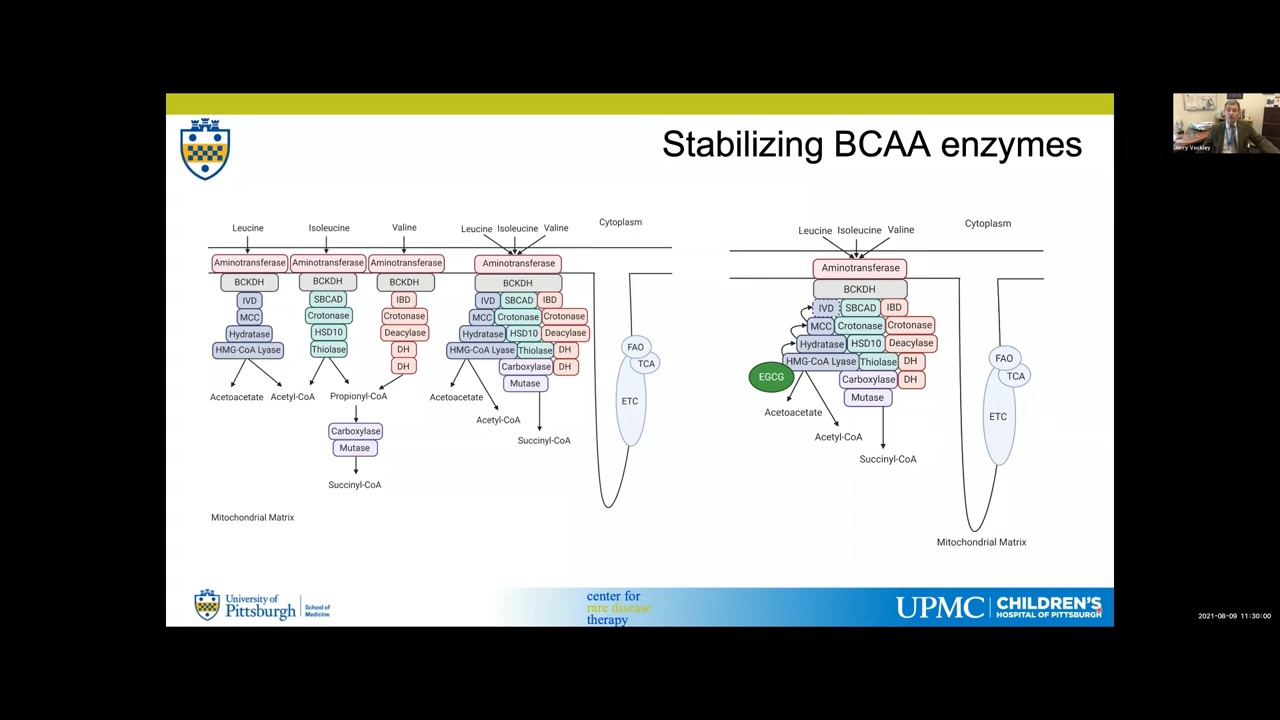 Stabilizing BCAA enzymes
Jerry Vockley
Leucine
Isoleucine
Valine
Aminotransferase
Aminotransferase
Aminotransferase
BCKDH
BCKDH
BCKDH
IVD
MCC
Hydratase
HMG-CoA Lyase
SBCAD
Crotonase
HSD10
Thiolase
IBD
Crotonase
Deacylase
DH
DH
Acetoacetate
Acetyl-CoA
Propionyl-CoA
Carboxylase
Mutase
Succinyl-CoA
Mitochondrial Matrix
Leucine Isoleucine Valine
Cytoplasm
Aminotransferase
BCKDH
IVD SBCAD IBD
MCC Crotonase Crotonase
Hydratase HSD10 Deacylase
HMG-CoA Lyase Thiolase DH
Carboxylase DH
Mutase
Acetoacetate
Acetyl-CoA
Succinyl-CoA
FAO
TCA
ETC
Leucine Isoleucine Valine
Cytoplasm
Aminotransferase
BCKDH
IVD SBCAD IBD
MCC Crotonase Crotonase
Hydratase HSD10 Deacylase
HMG-CoA Lyase Thiolase DH
EGCG
Carboxylase DH
Mutase
Acetoacetate
Acetyl-CoA
Succinyl-CoA
FAO
TCA
ETC
Mitochondrial Matrix
University of
Pittsburgh
School of
Medicine
center for
rare disease
therapy
UPMC
CHILDREN'S
HOSPITAL OF PITTSBURGH
2021-08-09 11:30:00